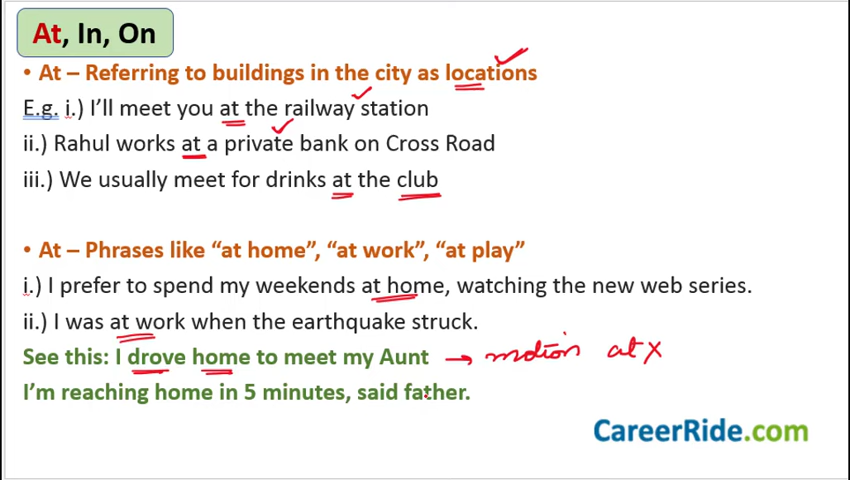 At, In, On
• At – Referring to buildings in the city as locations
E.g. i.) I’ll meet you at the railway station
ii.) Rahul works at a private bank on Cross Road
iii.) We usually meet for drinks at the club
• At – Phrases like “at home”, “at work”, “at play”
i.) I prefer to spend my weekends at home, watching the new web series.
ii.) I was at work when the earthquake struck.
See this: I drove home to meet my Aunt → motion at X
I’m reaching home in 5 minutes, said father.
CareerRide.com